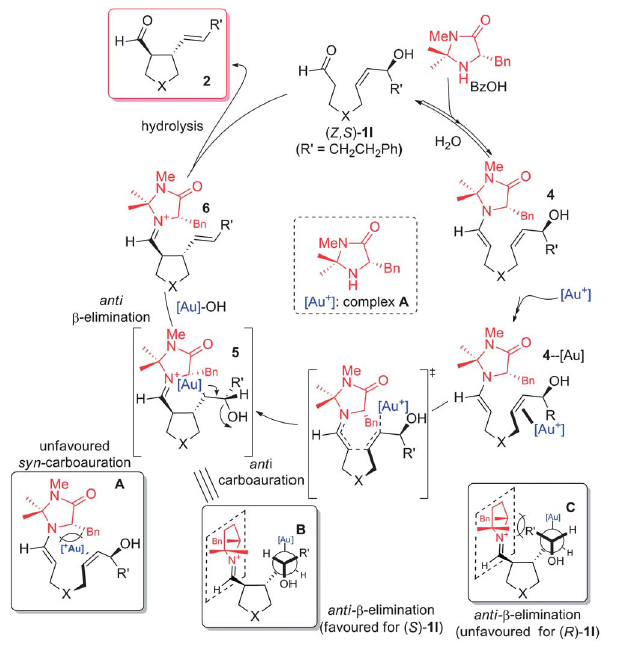 O
H
R'
X
2
hydrolysis
O
H
OH
R'
X
(Z,S)-1l
(R' = CH2CH2Ph)
MeN
O
N
H
Bn
BzOH
H2O
Me
N
O
N
Bn
4
H
OH
R'
X
[Au+]
Me
N
O
6
N+
Bn
H
R'
X
MeN
O
N
H
Bn
[Au+]: complex A
anti
β-elimination
[Au]-OH
Me
N
O
5
N+
Bn
[Au]
H
R'
H
OH
X
‡
Me
N
O
N
Bn
[Au+]
H
OH
R'
X
Me
N
O
4--[Au]
N
Bn
H
OH
R
[Au+]
X
anti
carboauration
unfavoured
syn-carboauration
A
Me
N
O
N
Bn
[+Au]
H
OH
R'
X
B
Bn
[Au]
N+
H
R'
H
H
OH
X
anti-β-elimination
(favoured for (S)-1l)
C
Bn
[Au]
R'
H
N+
H
H
OH
X
anti-β-elimination
(unfavoured for (R)-1l)